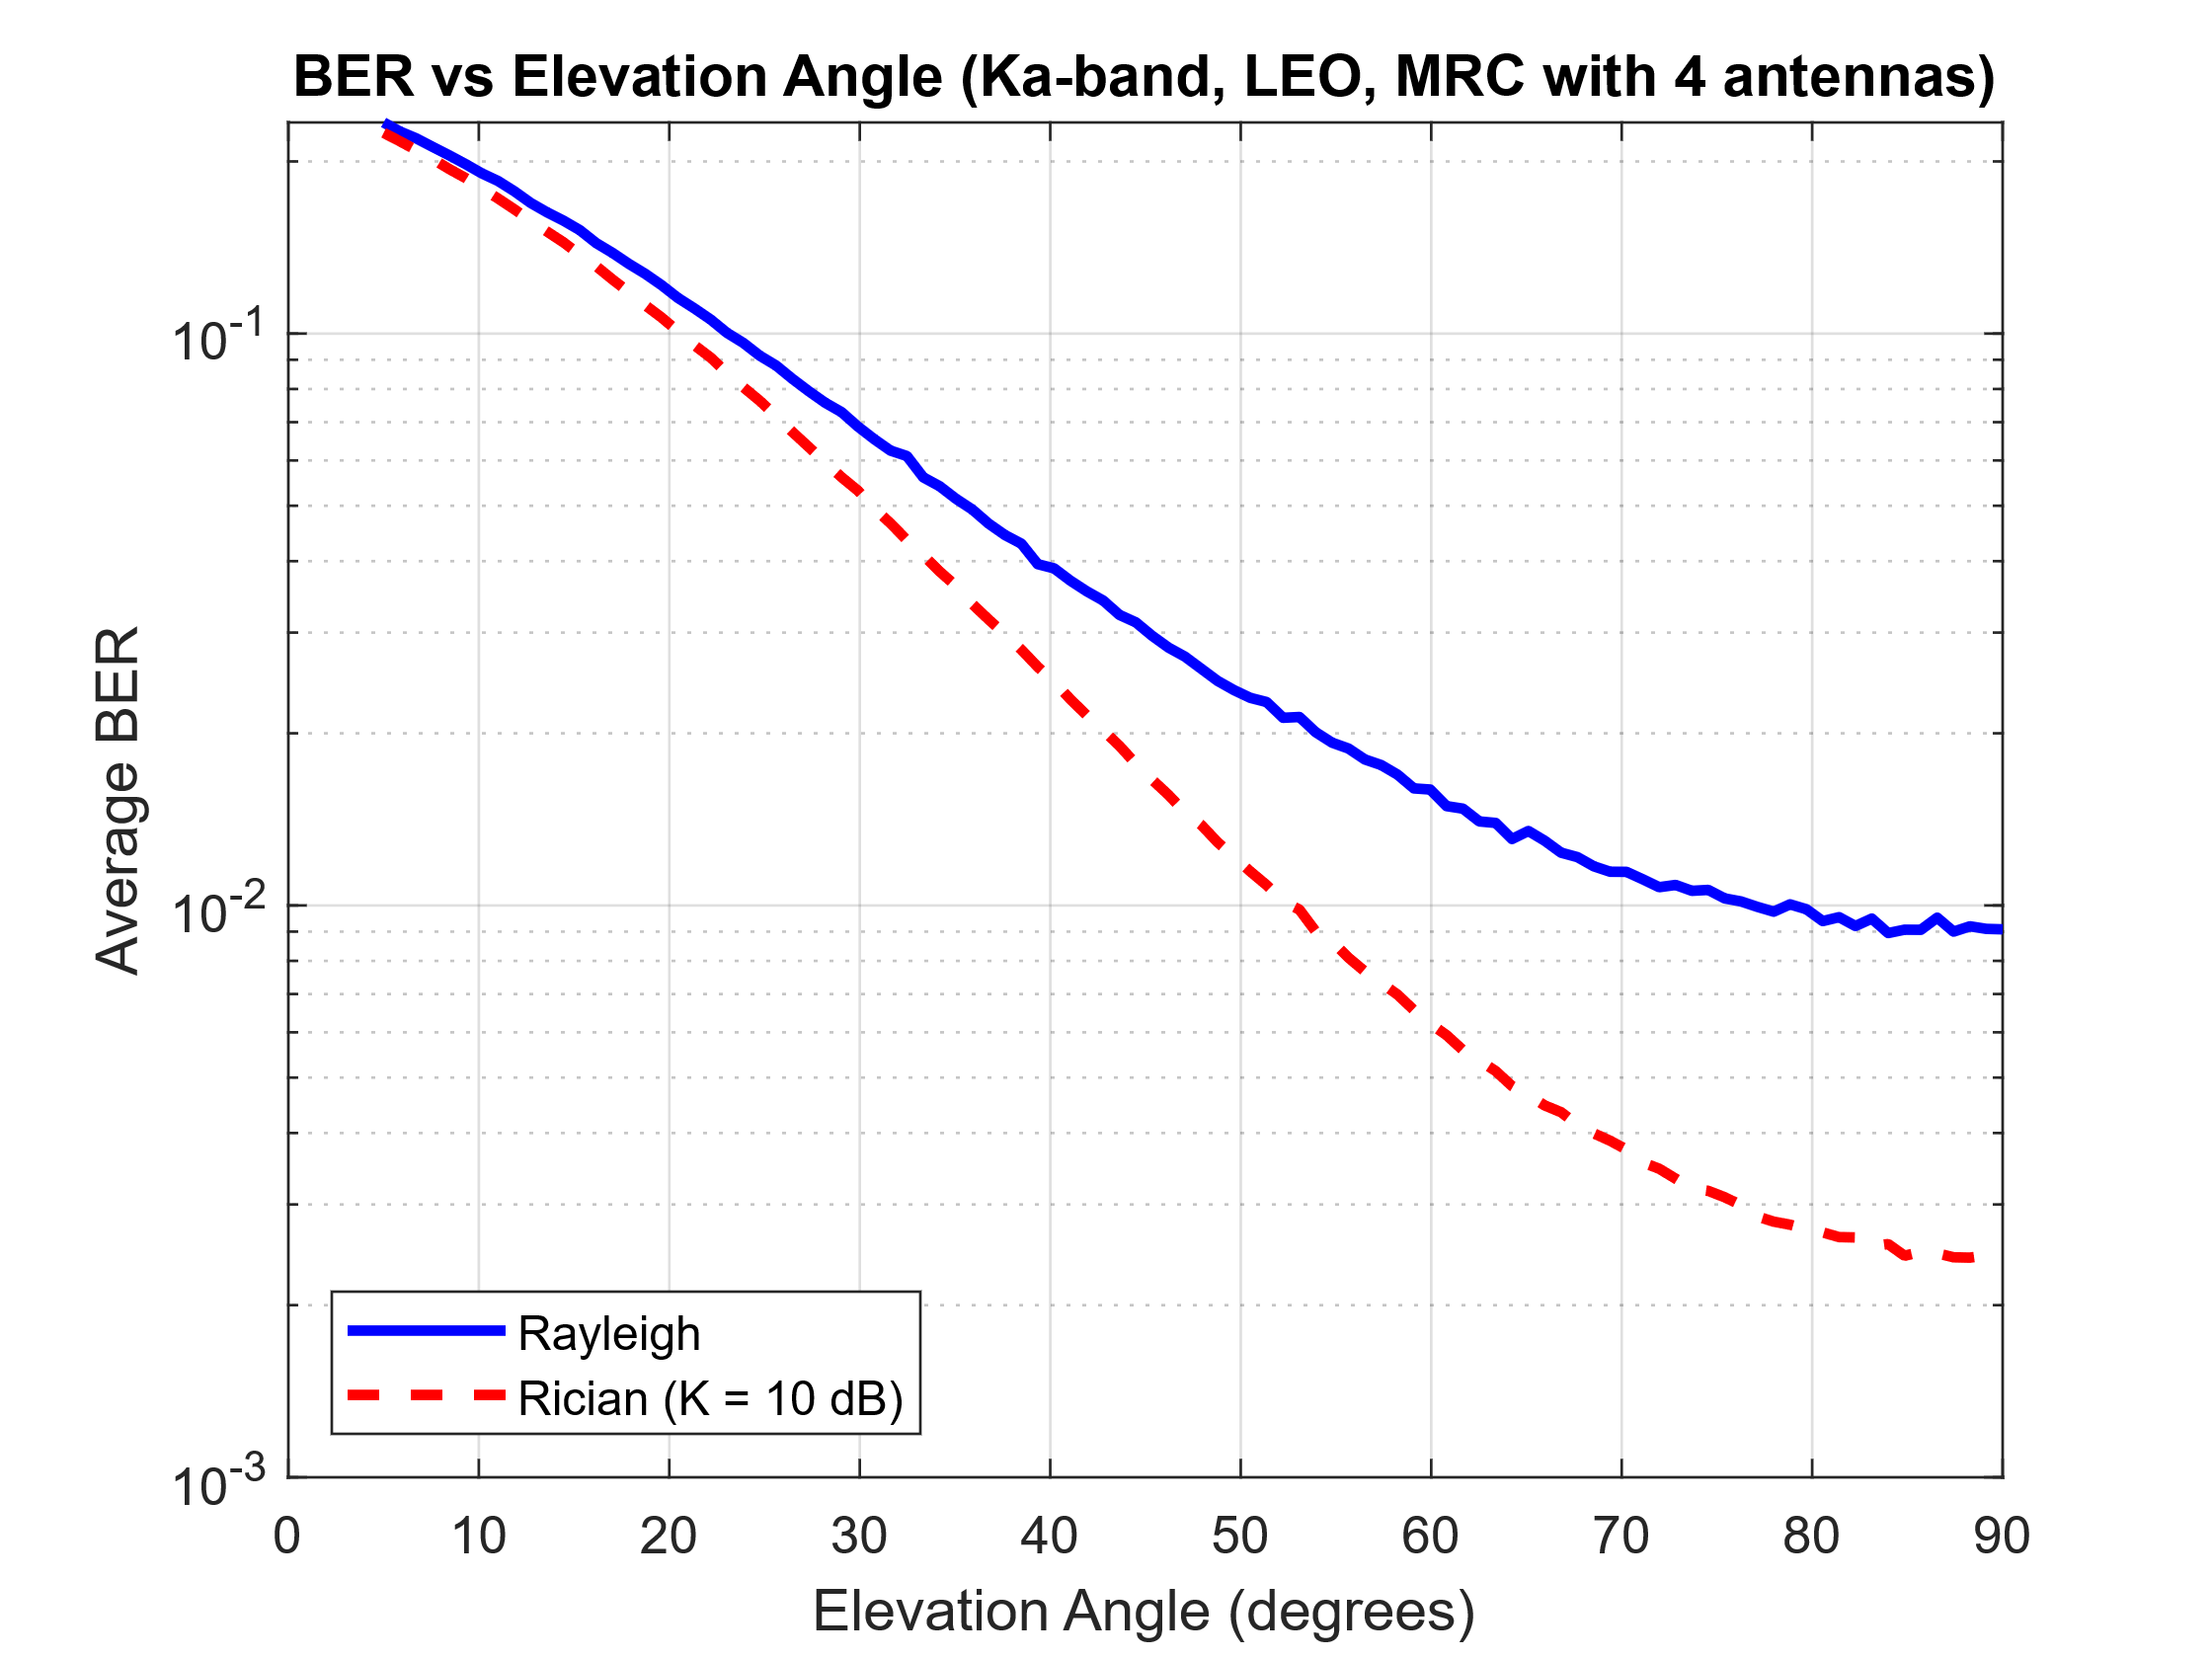 BER vs Elevation Angle (Ka-band, LEO, MRC with 4 antennas)
Average BER
10^-1
10^-2
10^-3
Rayleigh
Rician (K = 10 dB)
0 10 20 30 40 50 60 70 80 90
Elevation Angle (degrees)